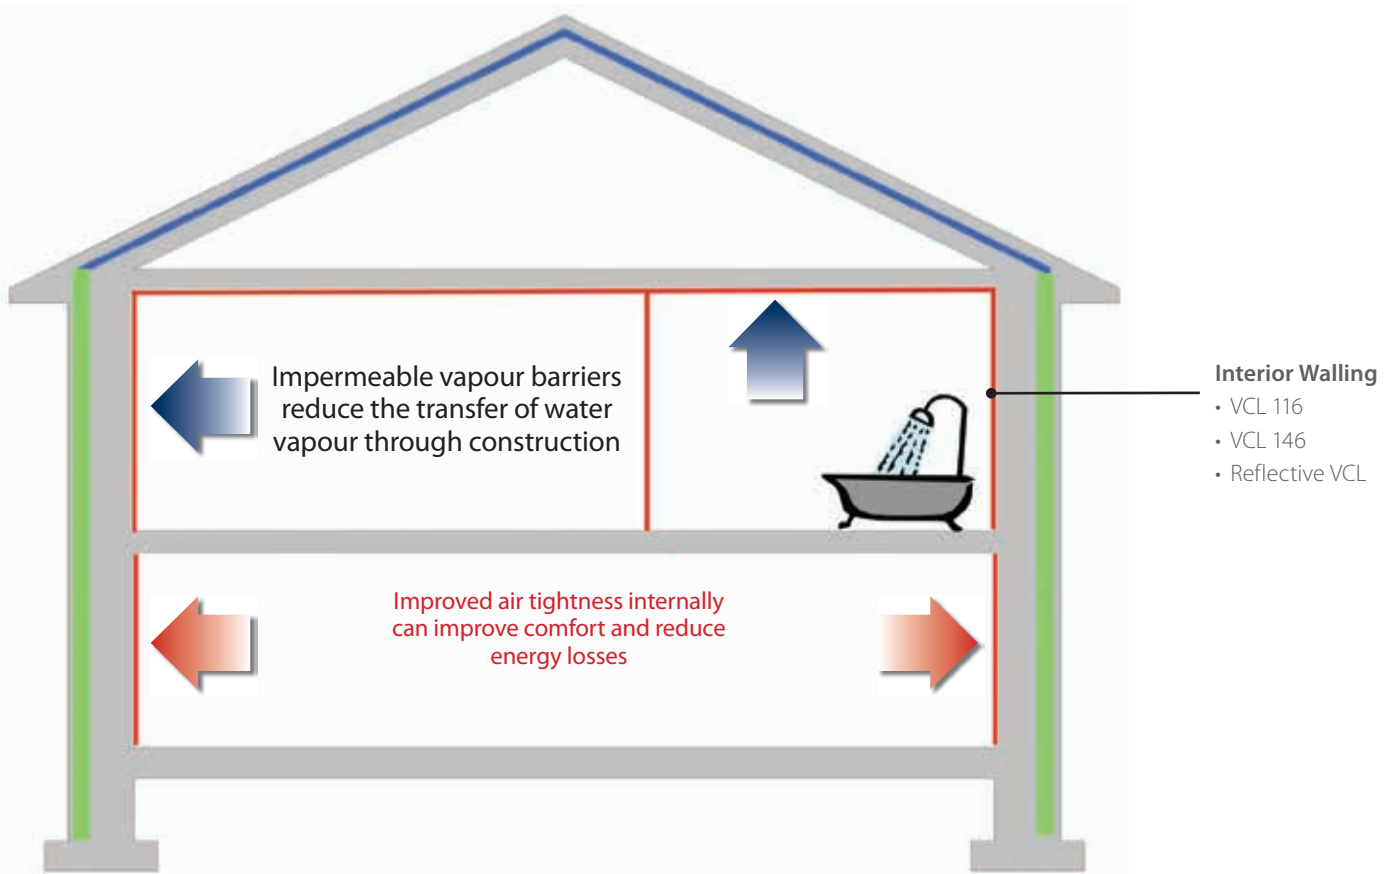 Impermeable vapour barriers
reduce the transfer of water
vapour through construction
Interior Walling
• VCL 116
• VCL 146
• Reflective VCL
Improved air tightness internally
can improve comfort and reduce
energy losses